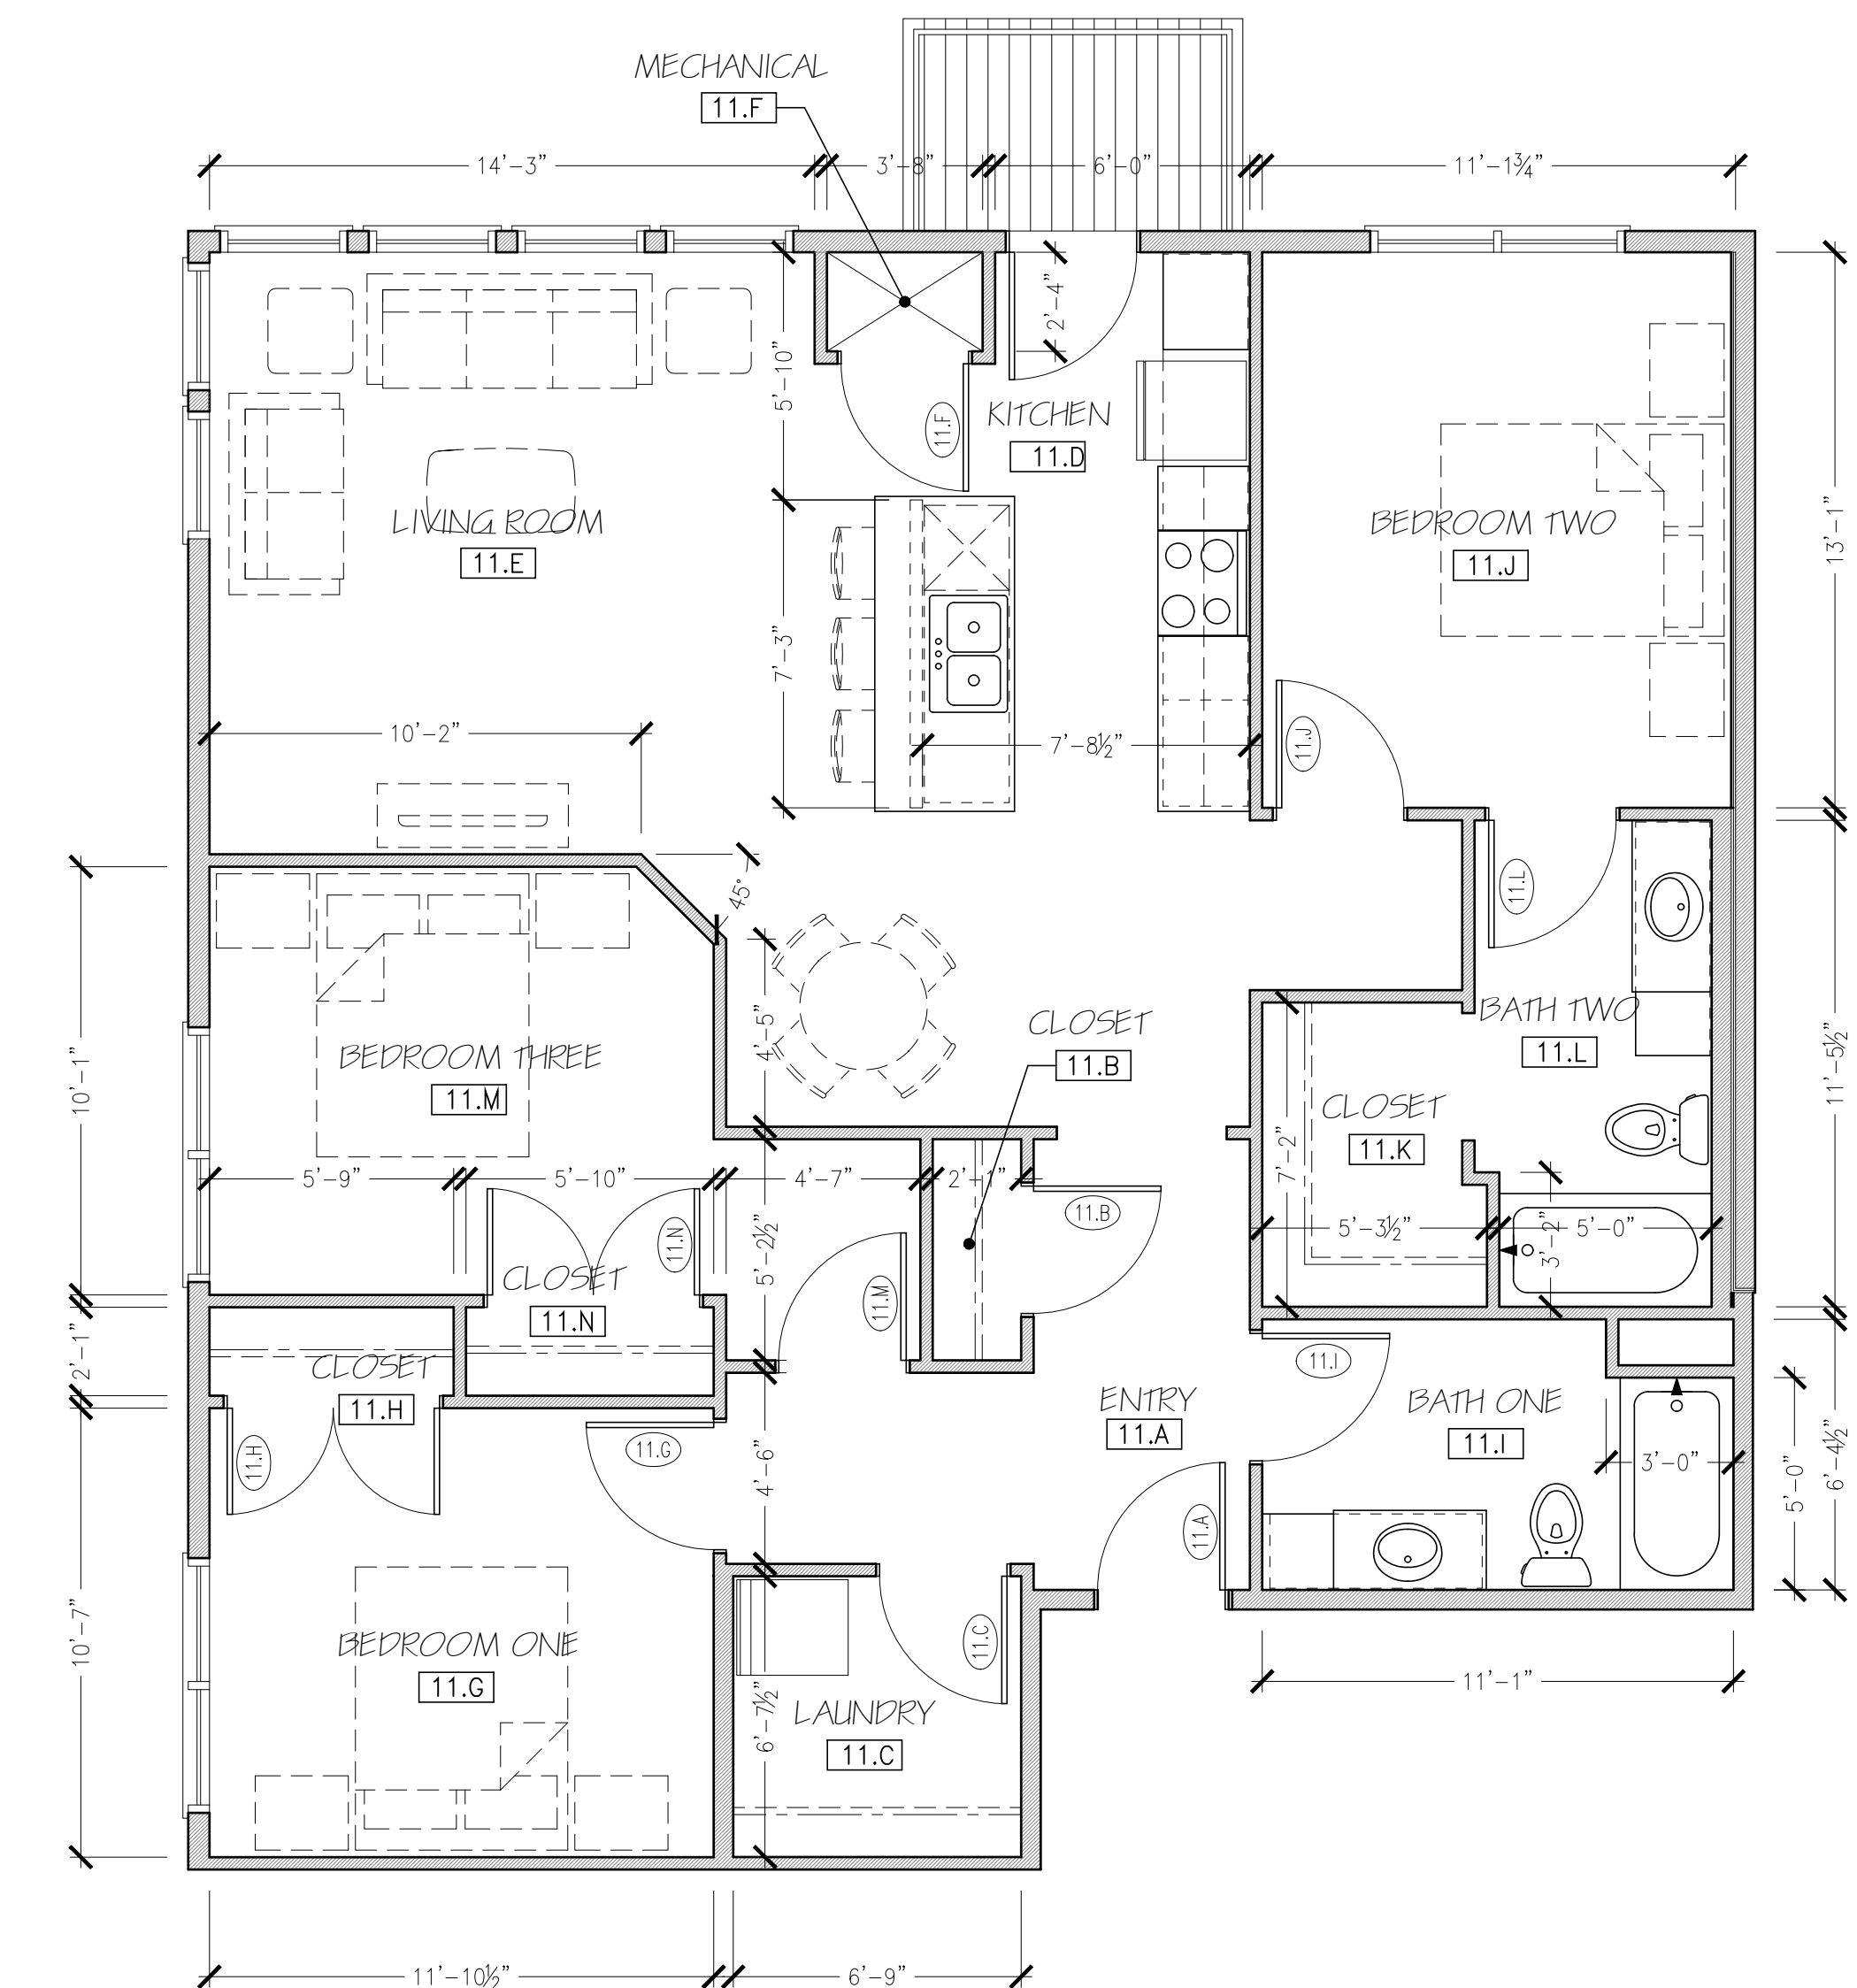 MECHANICAL
11.F
14'-3"
3'-8"
6'-0"
11'-1¾"
2'-4"
5'-10"
11.F
KITCHEN
11.D
LIVING ROOM
11.E
BEDROOM TWO
11.J
13'-1"
7'-3"
10'-2"
7'-8½"
11.J
45°
11.L
10'-1"
4'-5"
CLOSET
11.B
BATH TWO
11.L
11'-5½"
BEDROOM THREE
11.M
CLOSET
11.K
7'-2"
5'-9"
5'-10"
4'-7"
2'-1"
11.B
5'-3½"
3'-2"
5'-0"
11.N
5'-2½"
CLOSET
11.N
11.M
2'-1"
CLOSET
11.H
11.I
ENTRY
11.A
BATH ONE
11.I
11.H
11.G
4'-6"
3'-0"
5'-0"
6'-4½"
11.A
10'-7"
BEDROOM ONE
11.G
11.C
11'-1"
LAUNDRY
11.C
6'-7½"
11'-10½"
6'-9"